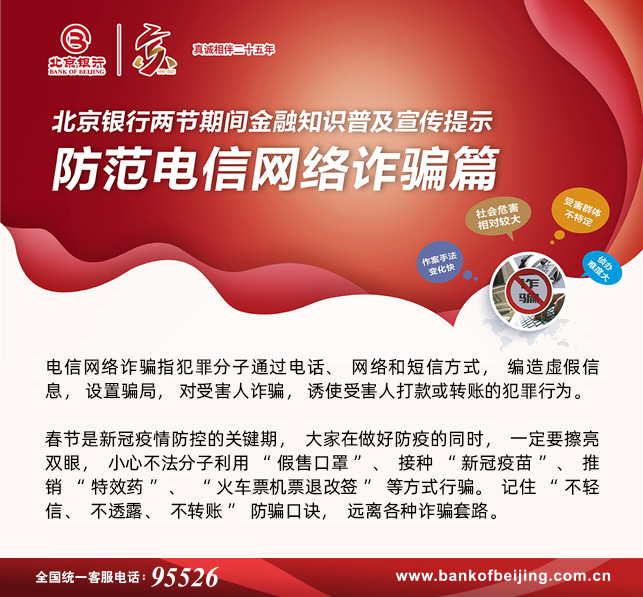 北京银行
BANK OF BEIJING
真诚相伴二十五年
北京银行两节期间金融知识普及宣传提示
防范电信网络诈骗篇
社会危害
相对较大
受害群体
不特定
作案手法
变化快
侦办
难度大
诈
骗
电信网络诈骗指犯罪分子通过电话、 网络和短信方式， 编造虚假信
息， 设置骗局， 对受害人诈骗， 诱使受害人打款或转账的犯罪行为。
春节是新冠疫情防控的关键期， 大家在做好防疫的同时， 一定要擦亮
双眼， 小心不法分子利用 “ 假售口罩 ” 、 接种 “ 新冠疫苗 ” 、 推
销 “ 特效药 ” 、 “ 火车票机票退改签 ” 等方式行骗。 记住 “ 不轻
信、 不透露、 不转账 ” 防骗口诀， 远离各种诈骗套路。
全国统一客服电话：95526
www.bankofbeijing.com.cn